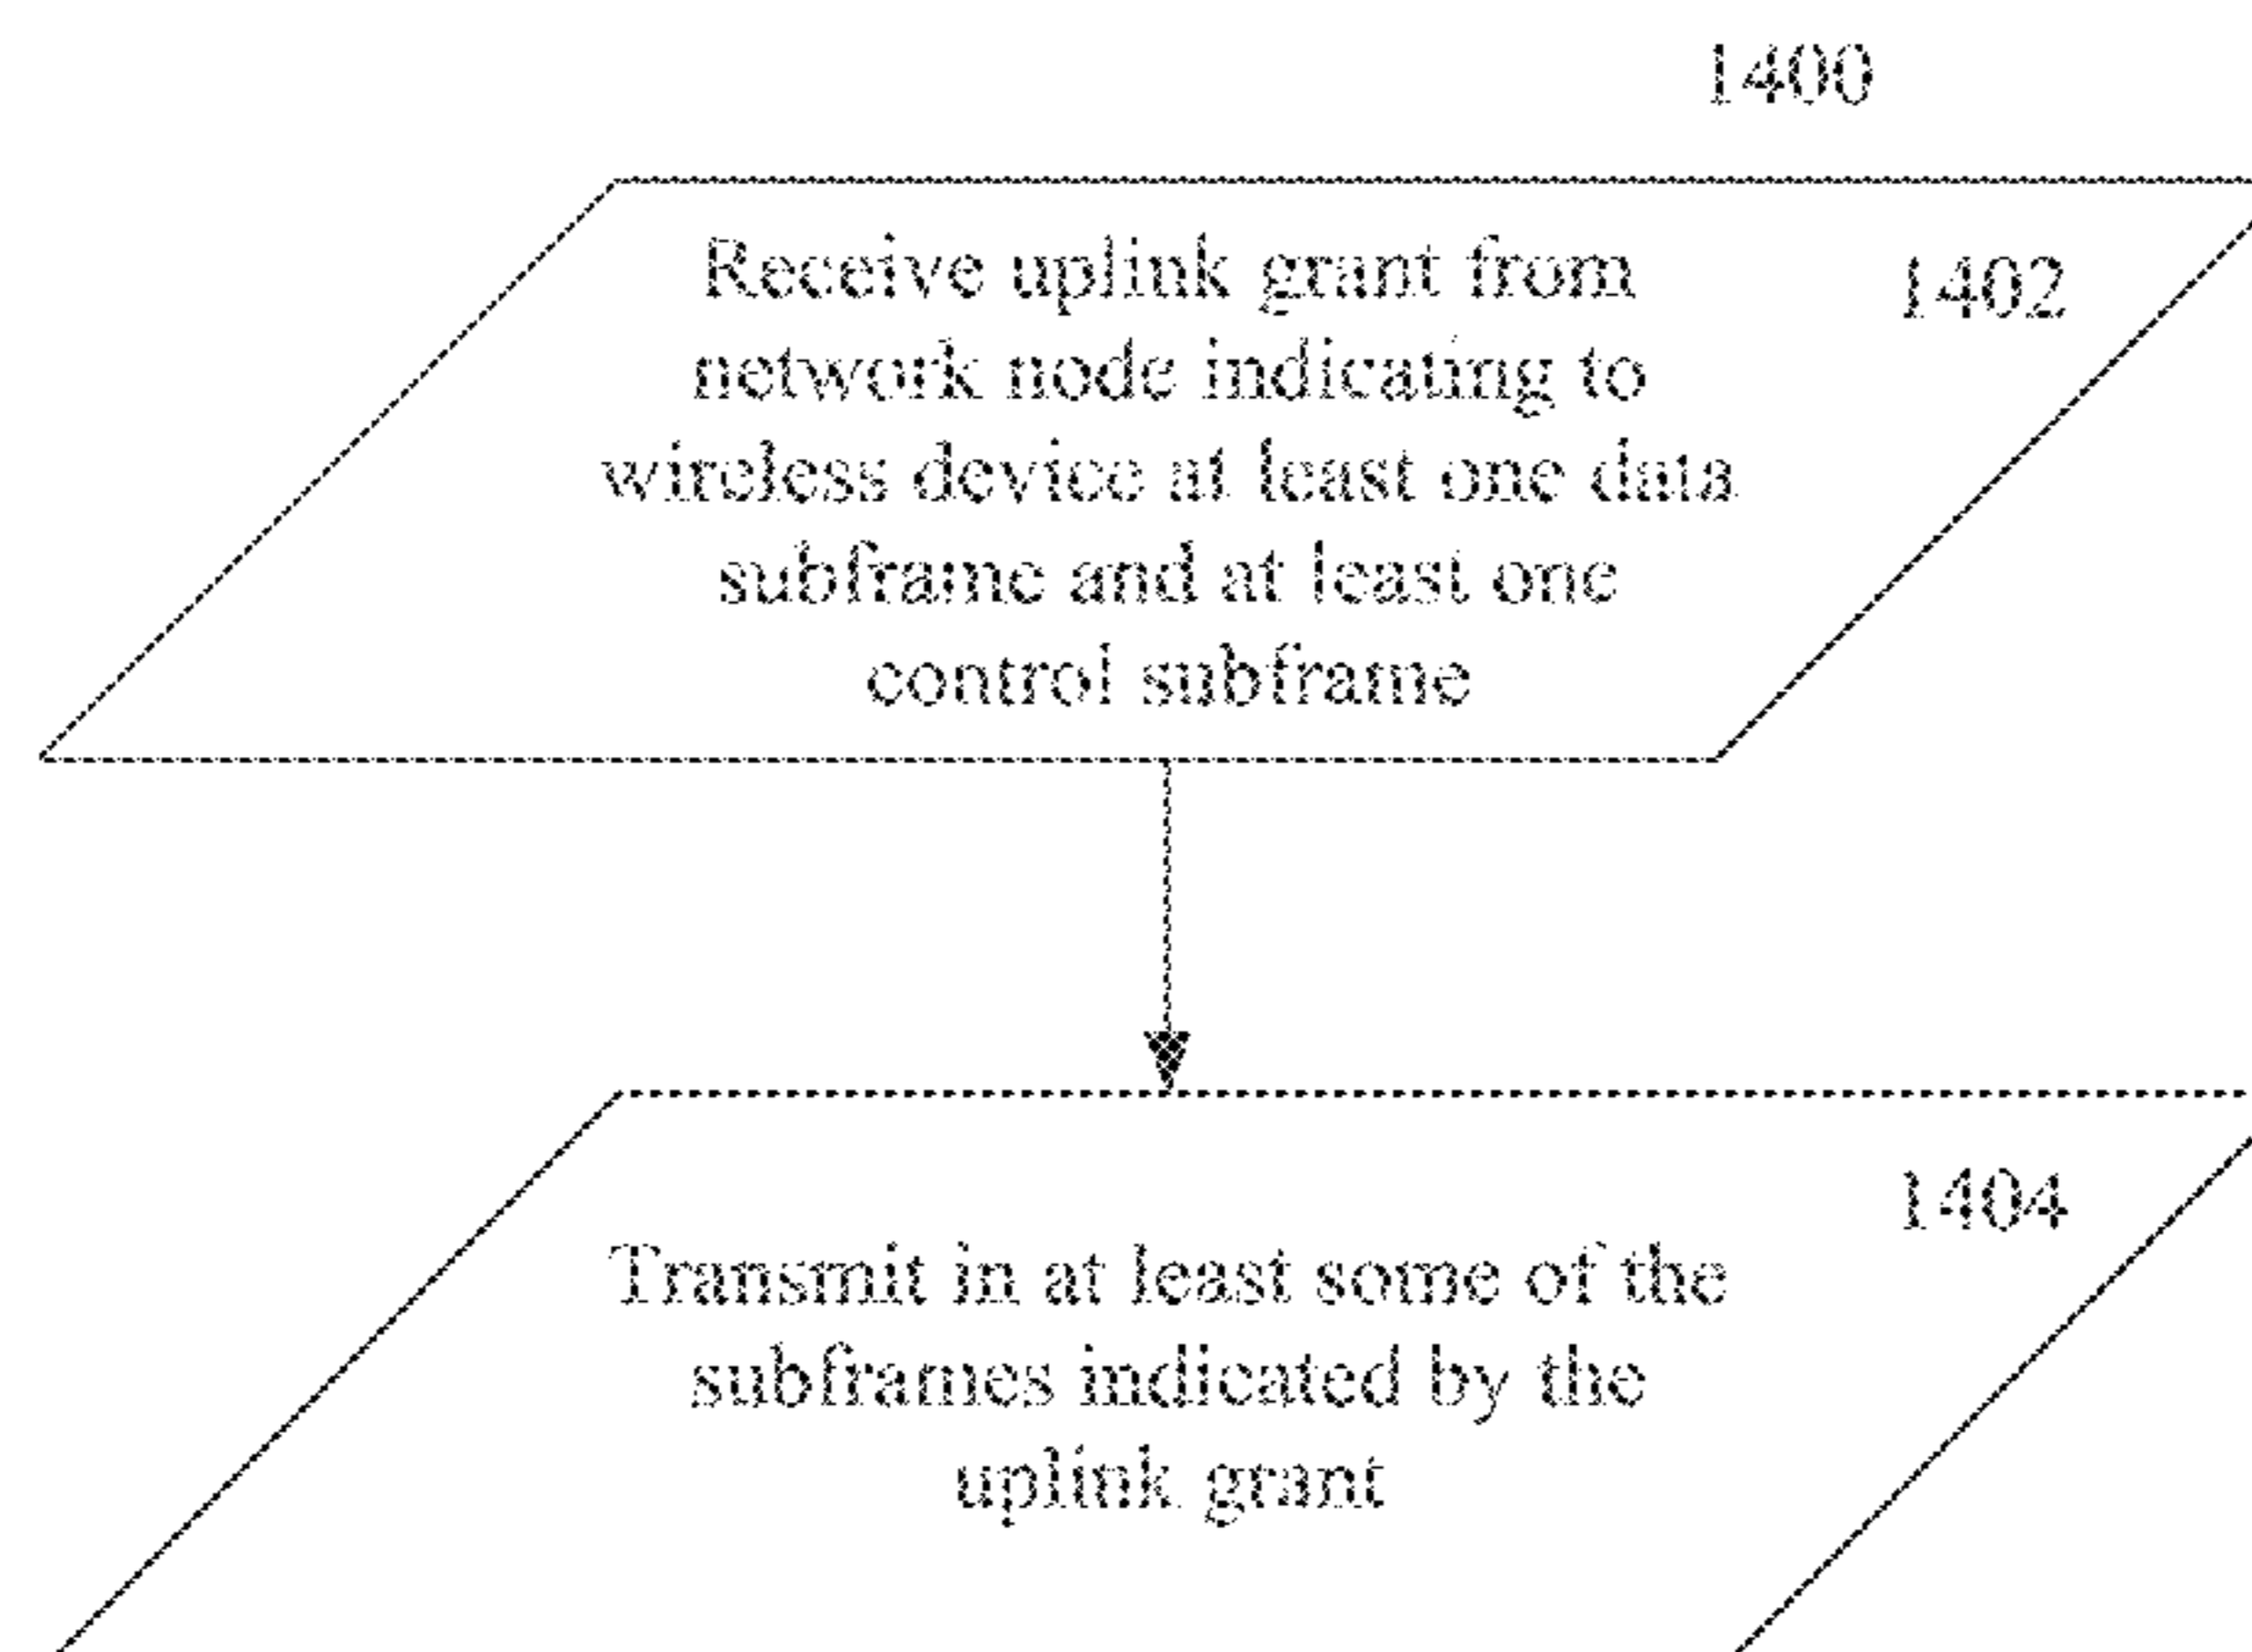 1400
Receive uplink grant from
1402
network node indicating to
wireless device at least one data
subframe and at least one
control subframe
1404
Transmit in at least some of the
subframes indicated by the
uplink grant